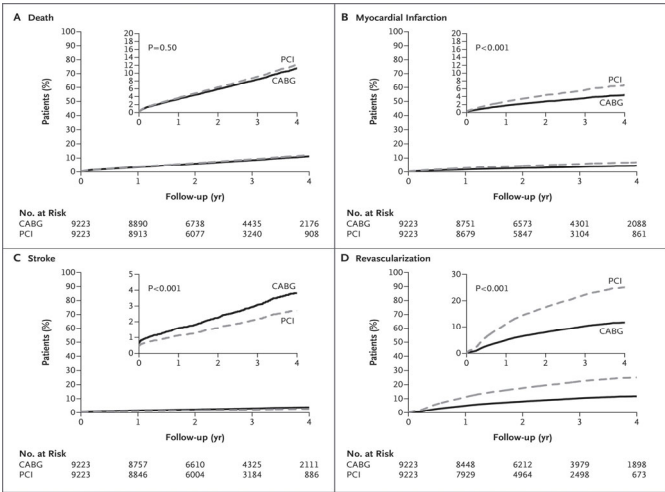 A Death
100
90
80
70
60
50
40
30
20
10
0
Patients (%)
20
18
16
14
12
10
8
6
4
2
0
P=0.50
PCI
CABG
0 1 2 3 4
0 1 2 3 4
Follow-up (yr)
No. at Risk
CABG 9223 8890 6738 4435 2176
PCI 9223 8913 6077 3240 908
B Myocardial Infarction
100
90
80
70
60
50
40
30
20
10
0
Patients (%)
20
18
16
14
12
10
8
6
4
2
0
P<0.001
PCI
CABG
0 1 2 3 4
0 1 2 3 4
Follow-up (yr)
No. at Risk
CABG 9223 8751 6573 4301 2088
PCI 9223 8679 5847 3104 861
C Stroke
100
90
80
70
60
50
40
30
20
10
0
Patients (%)
5
4
3
2
1
0
P<0.001
CABG
PCI
0 1 2 3 4
0 1 2 3 4
Follow-up (yr)
No. at Risk
CABG 9223 8757 6610 4325 2111
PCI 9223 8846 6004 3184 886
D Revascularization
100
90
80
70
60
50
40
30
20
10
0
Patients (%)
30
20
10
0
P<0.001
PCI
CABG
0 1 2 3 4
0 1 2 3 4
Follow-up (yr)
No. at Risk
CABG 9223 8448 6212 3979 1898
PCI 9223 7929 4964 2498 673